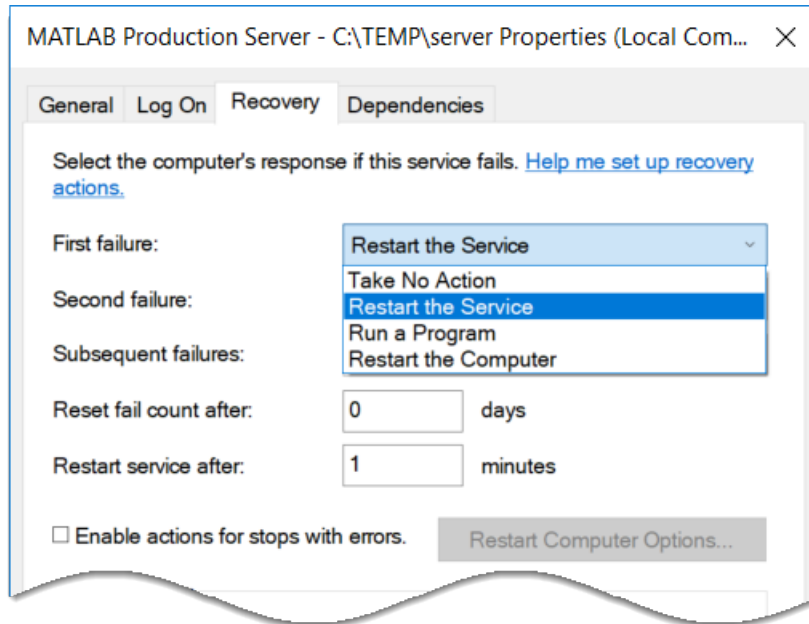 MATLAB Production Server - C:\TEMP\server Properties (Local Com...
General Log On Recovery Dependencies
Select the computer's response if this service fails. Help me set up recovery
actions.
First failure: Restart the Service
Take No Action
Second failure: Restart the Service
Run a Program
Subsequent failures: Restart the Computer
Reset fail count after: 0 days
Restart service after: 1 minutes
Enable actions for stops with errors. Restart Computer Options...